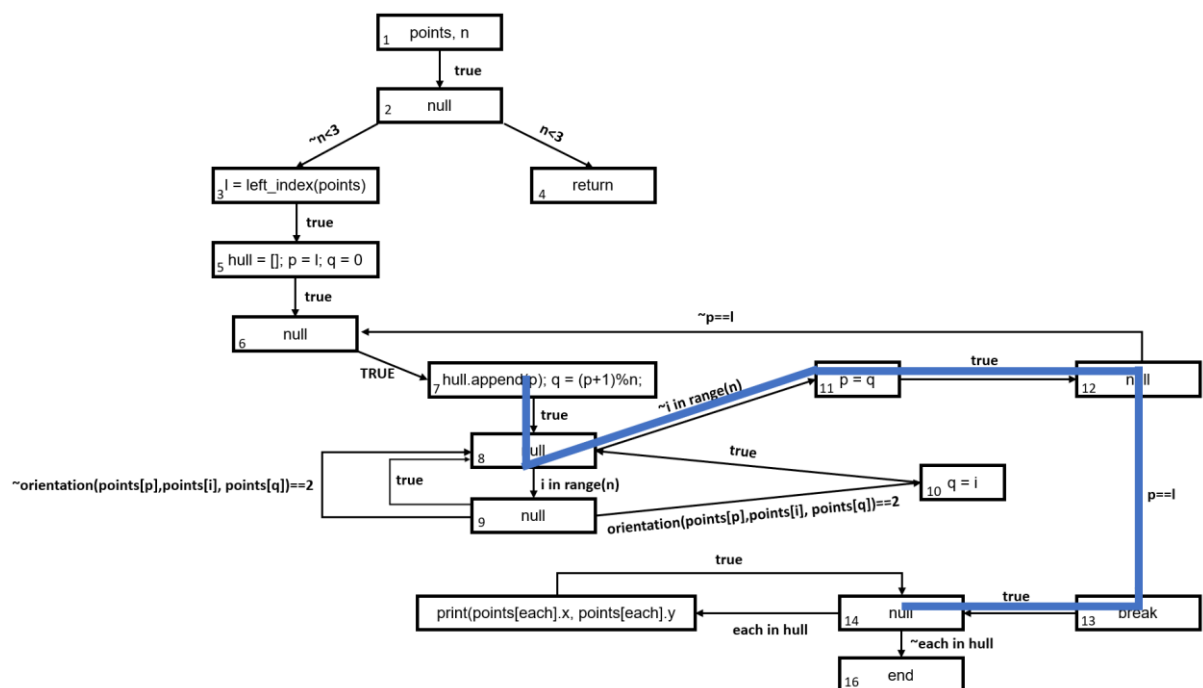 points, n
1
true
null
2
~n<3
n<3
l = left_index(points)
3
return
4
true
hull = []; p = l; q = 0
5
true
~p==l
null
6
TRUE
hull.append(p); q = (p+1)%n;
7
~i in range(n)
p = q
11
true
null
12
true
null
8
true
~orientation(points[p],points[i], points[q])==2
true
i in range(n)
q = i
10
null
9
orientation(points[p],points[i], points[q])==2
p==l
true
print(points[each].x, points[each].y
each in hull
null
14
true
break
13
~each in hull
end
16